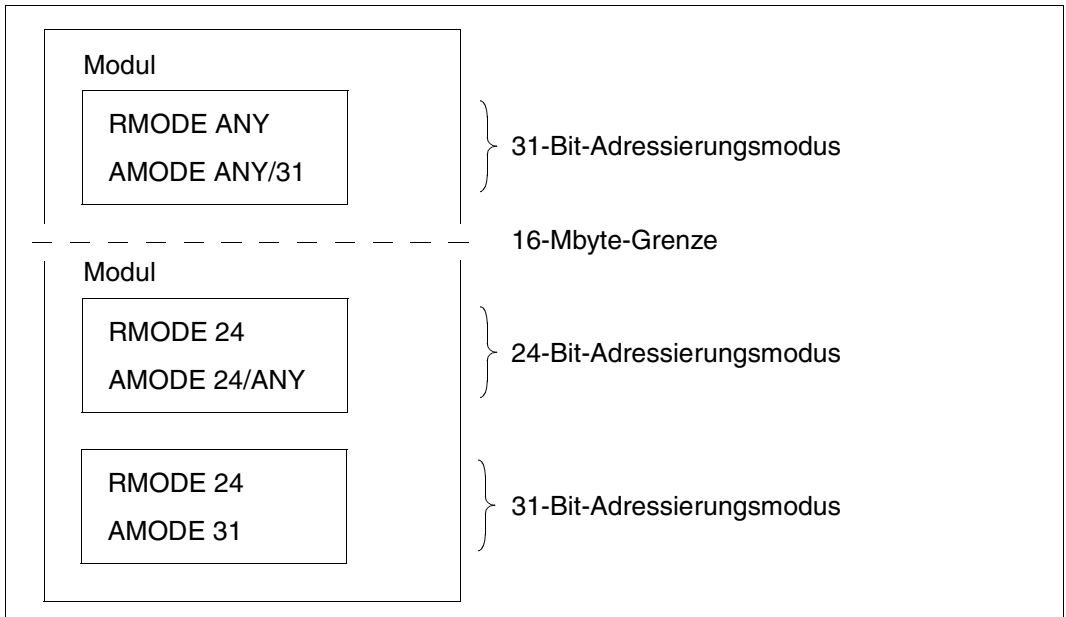 Modul
RMODE ANY
AMODE ANY/31
31-Bit-Adressierungsmodus
16-Mbyte-Grenze
Modul
RMODE 24
AMODE 24/ANY
24-Bit-Adressierungsmodus
RMODE 24
AMODE 31
31-Bit-Adressierungsmodus